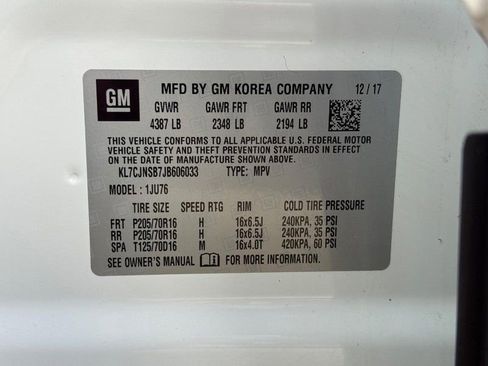 GM MFD BY GM KOREA COMPANY 12/17
GVWR GAWR FRT GAWR RR
4387 LB 2348 LB 2194 LB
THIS VEHICLE CONFORMS TO ALL APPLICABLE U.S. FEDERAL MOTOR
VEHICLE SAFETY AND THEFT PREVENTION STANDARDS IN EFFECT ON
THE DATE OF MANUFACTURE SHOWN ABOVE.
KL7CJNSB7JB606033 TYPE: MPV
MODEL: 1JU76
TIRE SIZE SPEED RTG RIM COLD TIRE PRESSURE
FRT P205/70R16 H 16x6.5J 240KPA, 35 PSI
RR P205/70R16 H 16x6.5J 240KPA, 35 PSI
SPA T125/70D16 M 16x4.0T 420KPA, 60 PSI
SEE OWNER'S MANUAL FOR MORE INFORMATION